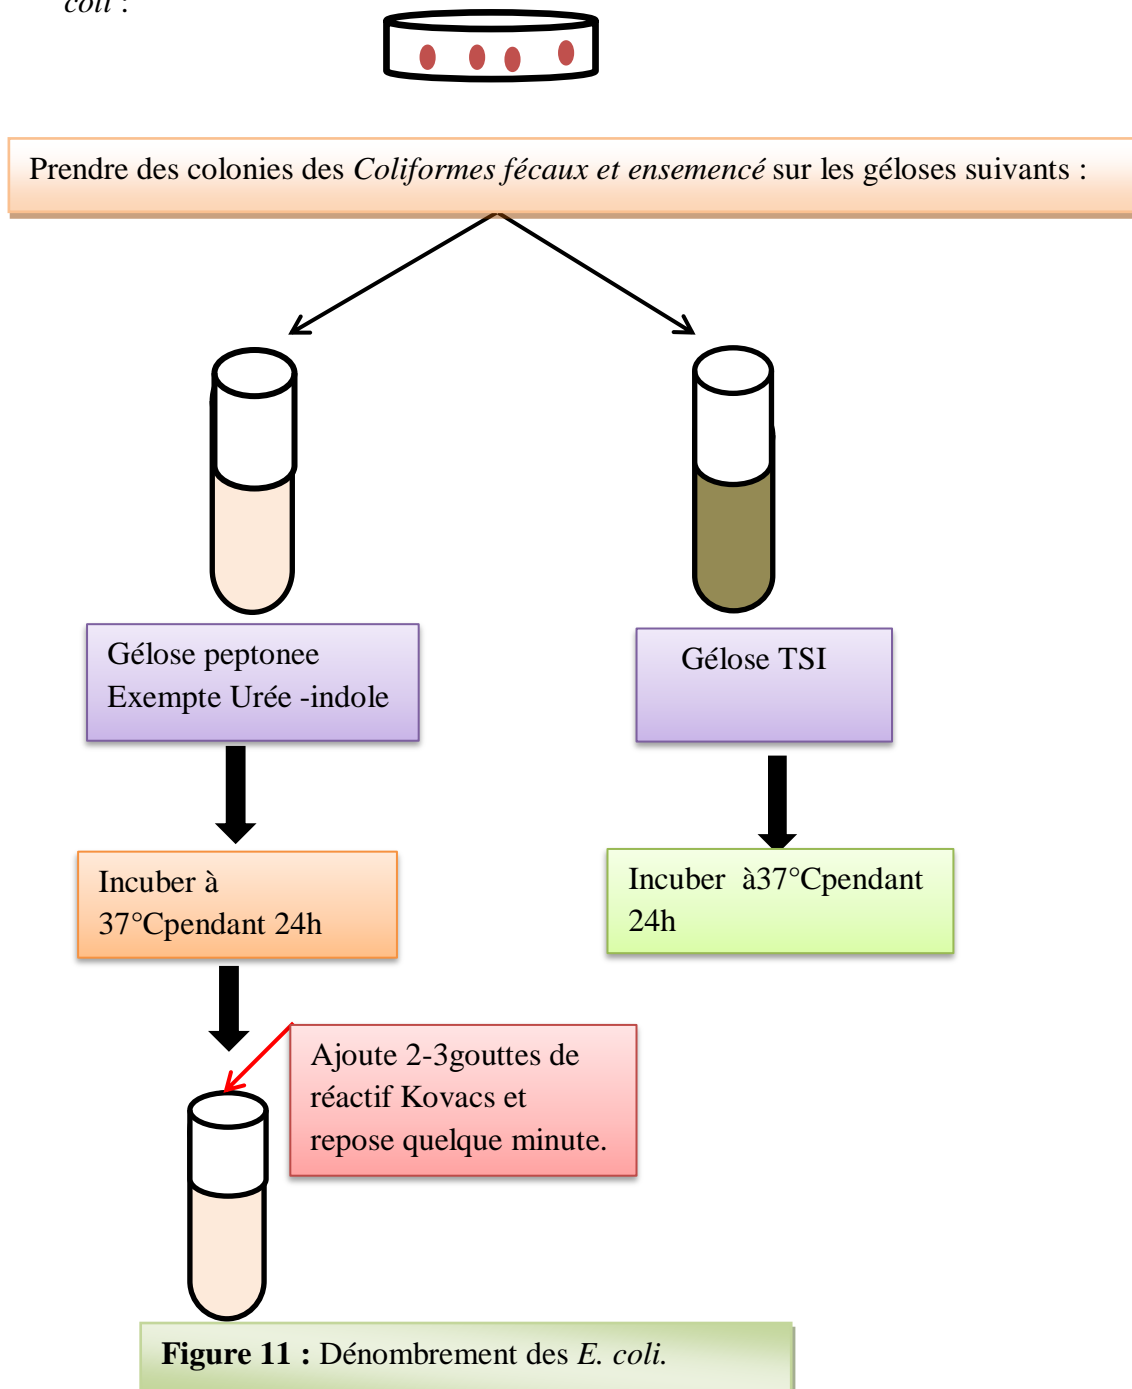 coli :
Prendre des colonies des Coliformes fécaux et ensemencé sur les géloses suivants :
Gélose peptonee
Exempte Urée -indole
Gélose TSI
Incuber à
37°Cpendant 24h
Incuber à37°Cpendant
24h
Ajoute 2-3gouttes de
réactif Kovacs et
repose quelque minute.
Figure 11 : Dénombrement des E. coli.